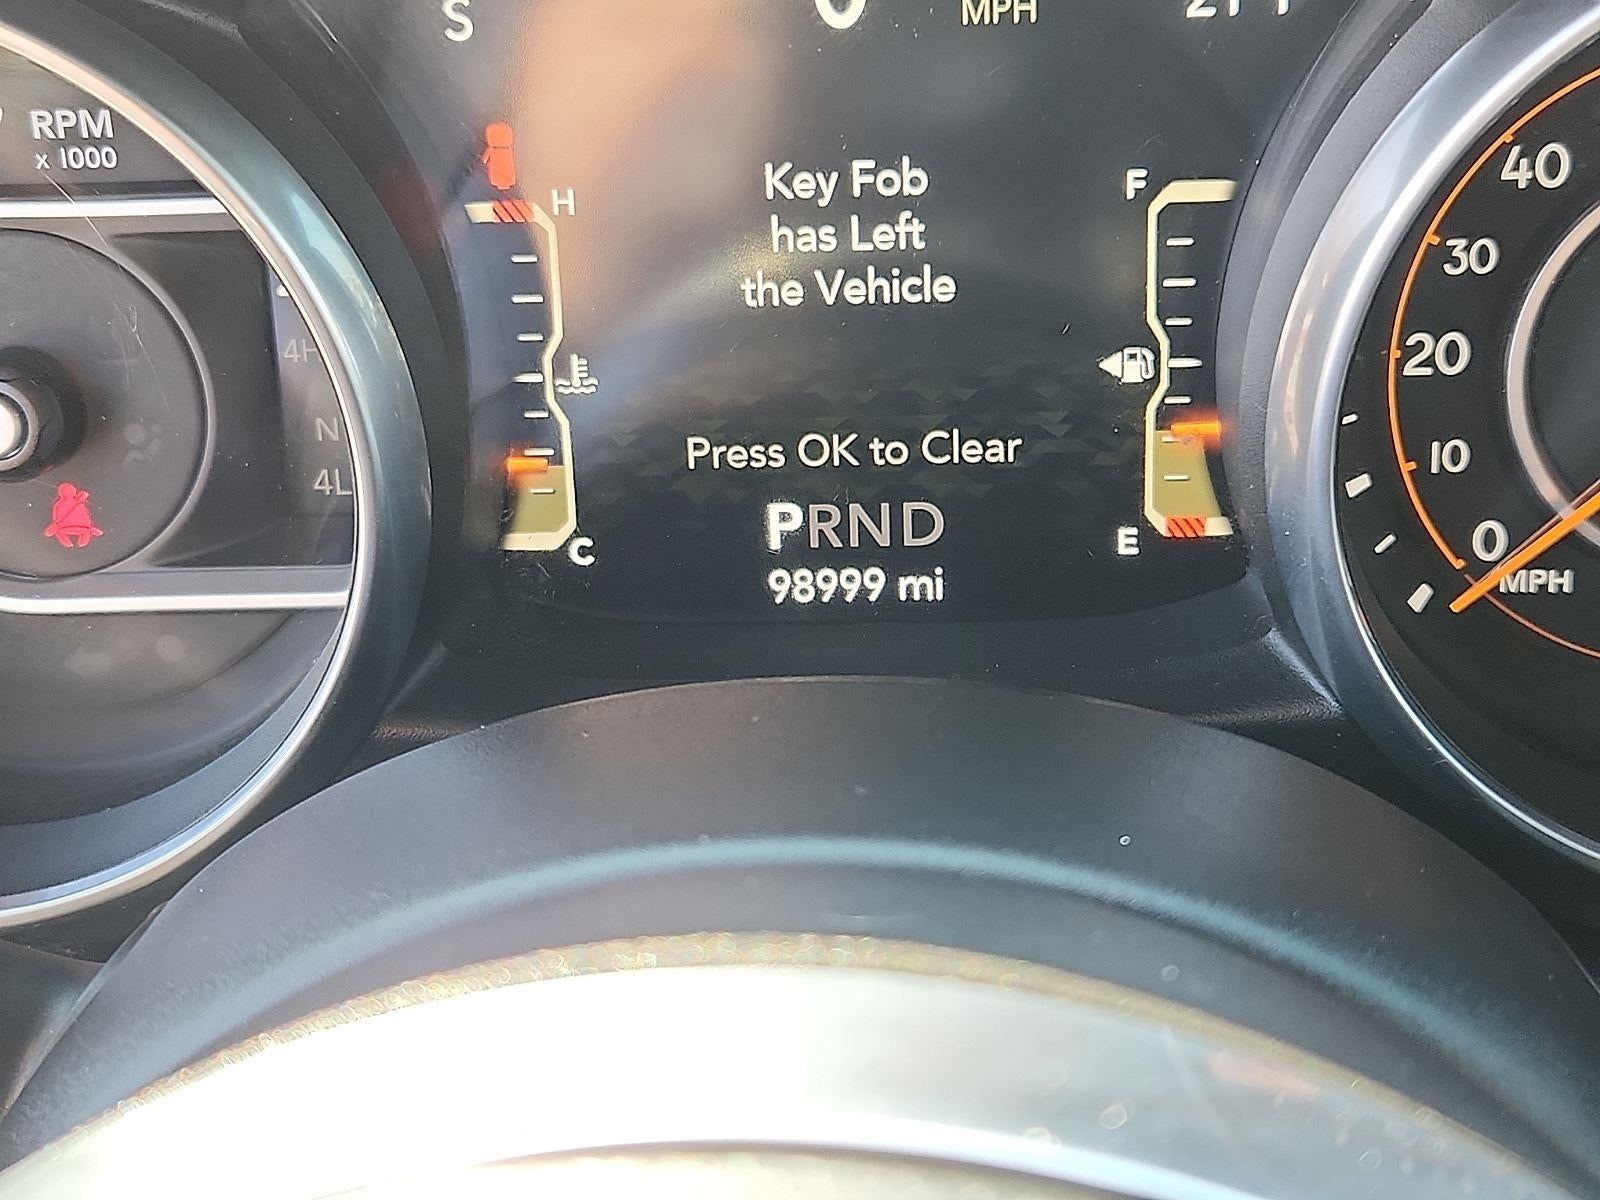 S
MPH
RPM
x 1000
H
Key Fob
has Left
the Vehicle
F
40
30
20
10
0
MPH
N
4L
Press OK to Clear
PRND
C
E
98999 mi